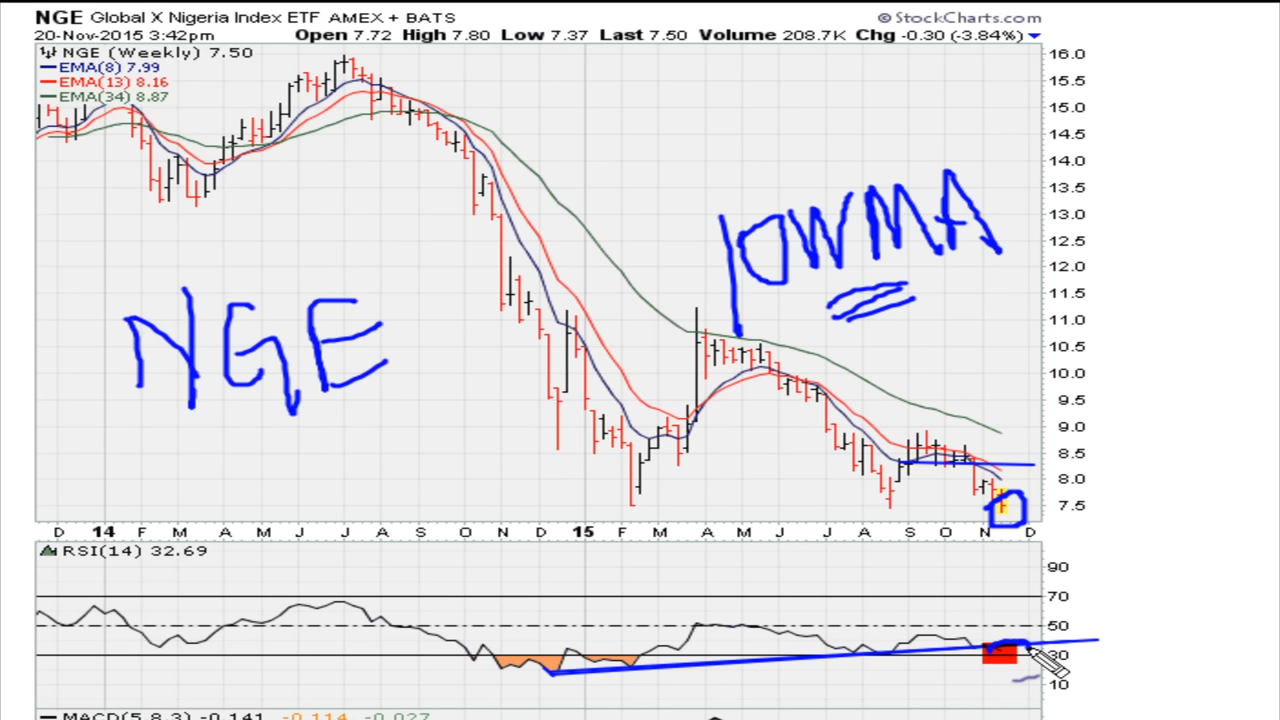 NGE Global X Nigeria Index ETF AMEX + BATS © StockCharts.com
20-Nov-2015 3:42pm Open 7.72 High 7.80 Low 7.37 Last 7.50 Volume 208.7K Chg -0.30 (-3.84%)
NGE (Weekly) 7.50
EMA(8) 7.99
EMA(13) 8.16
EMA(34) 8.87
16.0
15.5
15.0
14.5
14.0
13.5
13.0
12.5
12.0
11.5
11.0
10.5
10.0
9.5
9.0
8.5
8.0
7.5
10WMA
NGE
D 14 F M A M J J A S O N D 15 F M A M J J A S O N D
RSI(14) 32.69
90
70
50
30
10
MACD(5,8,3) -0.141 -0.114 -0.027